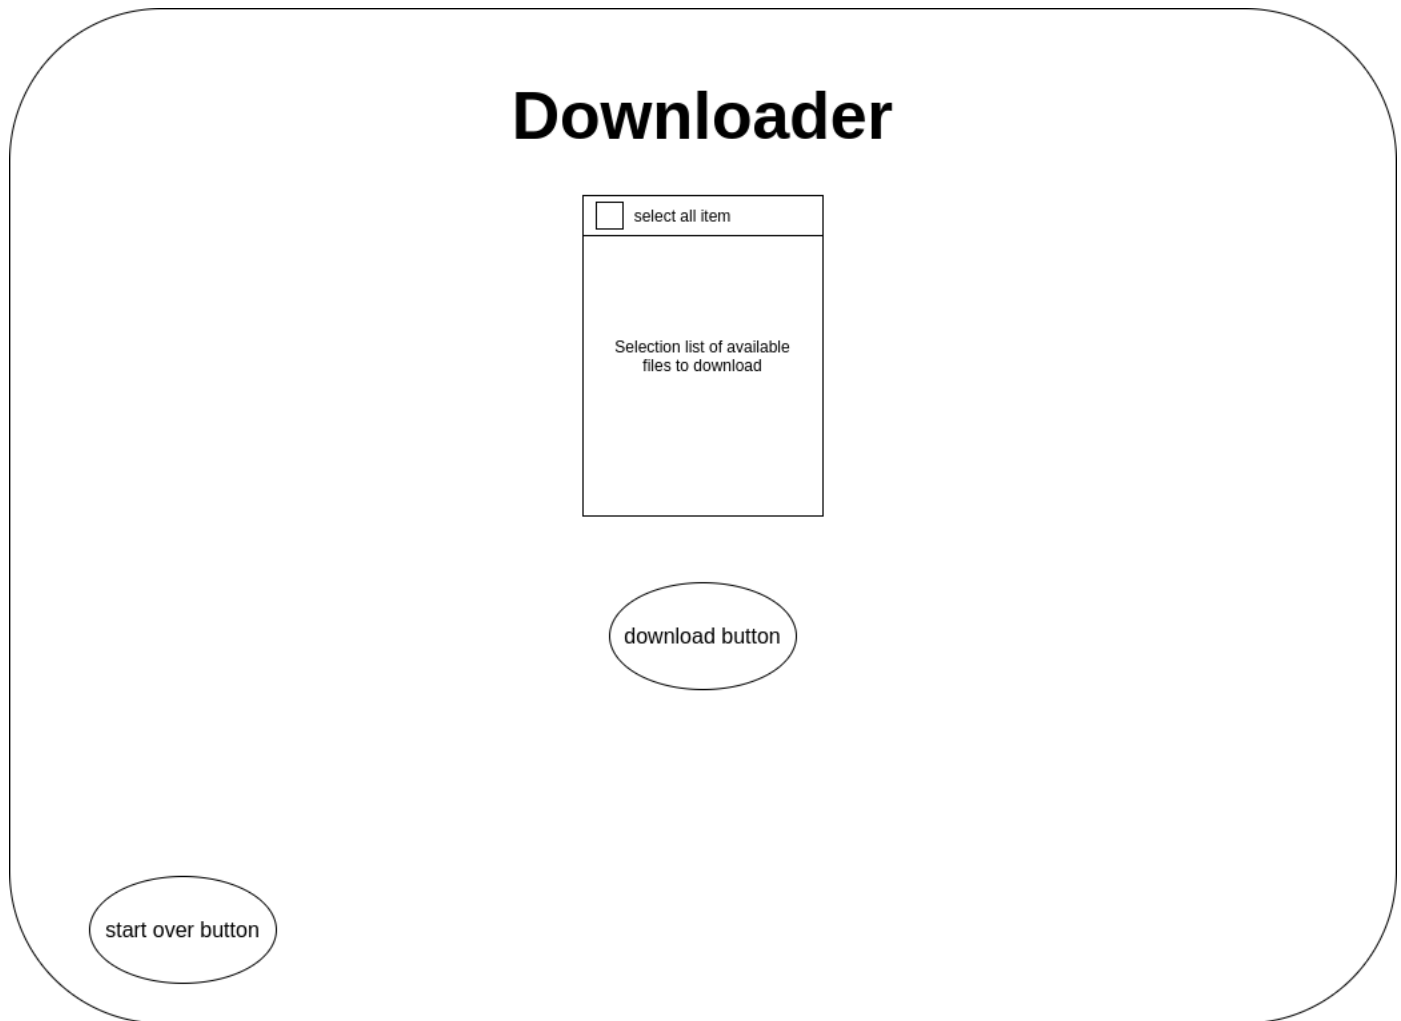 Downloader
select all item
Selection list of available
files to download
download button
start over button